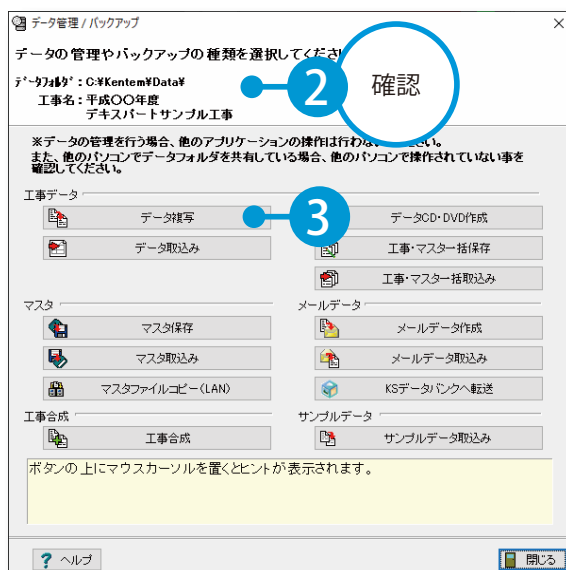 データ管理 / バックアップ
データの管理やバックアップの種類を選択してくださ
データフォルダ : C:¥Kentem¥Data¥
2
確認
工事名 : 平成〇〇年度
デキスパートサンプル工事
※データの管理を行う場合、他のアプリケーションの操作は行わないください。
また、他のパソコンでデータフォルダを共有している場合、他のパソコンで操作されていない事を
確認してください。
工事データ
データ複写
3
データCD・DVD作成
データ取込み
工事・マスター括保存
工事・マスター括取込み
マスタ
メールデータ
マスタ保存
メールデータ作成
マスタ取込み
メールデータ取込み
マスタファイルコピー(LAN)
KSデータバンクへ転送
工事合成
サンプルデータ
工事合成
サンプルデータ取込み
ボタンの上にマウスカーソルを置くとヒントが表示されます。
? ヘルプ
閉じる